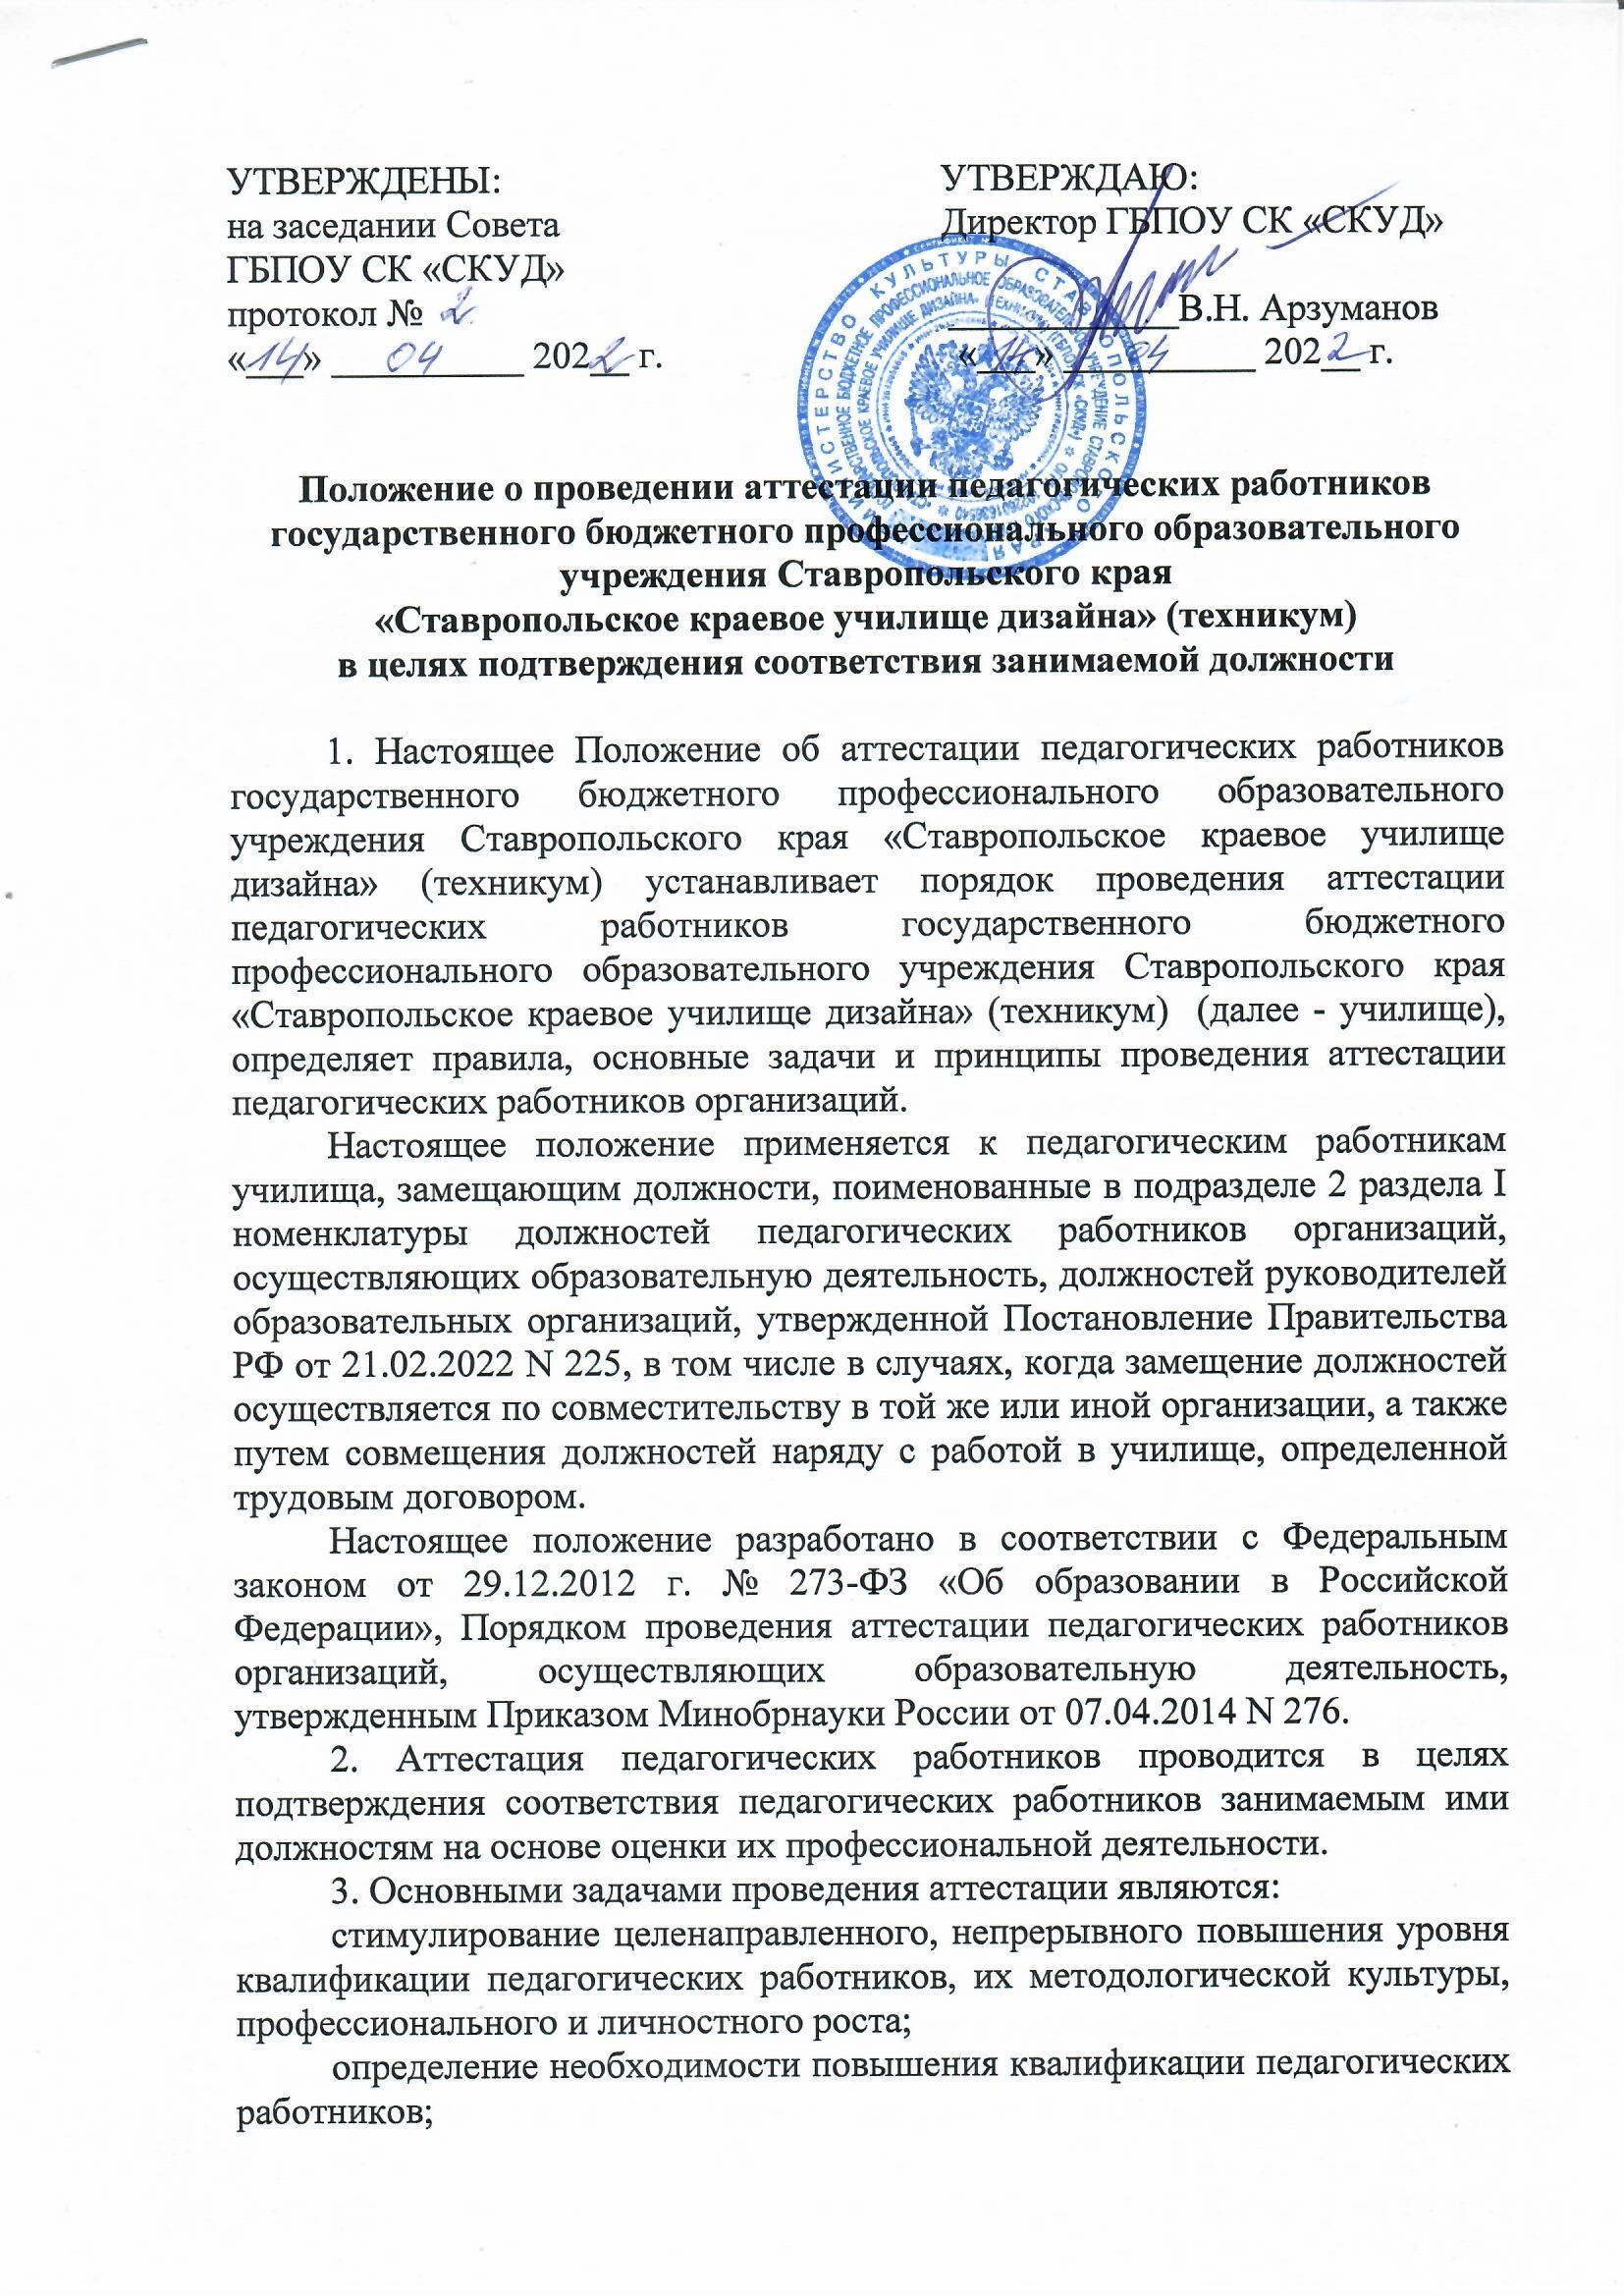 УТВЕРЖДЕНЫ:
на заседании Совета
ГБПОУ СК «СКУД»
протокол № 2
«14» 04 2022 г.
УТВЕРЖДАЮ:
Директор ГБПОУ СК «СКУД»
В.Н. Арзуманов
« » 04 2022 г.
МИНИСТЕРСТВО КУЛЬТУРЫ СТАВРОПОЛЬСКОГО КРАЯ
Положение о проведении аттестации педагогических работников
государственного бюджетного профессионального образовательного
учреждения Ставропольского края
«Ставропольское краевое училище дизайна» (техникум)
в целях подтверждения соответствия занимаемой должности
1. Настоящее Положение об аттестации педагогических работников
государственного бюджетного профессионального образовательного
учреждения Ставропольского края «Ставропольское краевое училище
дизайна» (техникум) устанавливает порядок проведения аттестации
педагогических работников государственного бюджетного
профессионального образовательного учреждения Ставропольского края
«Ставропольское краевое училище дизайна» (техникум) (далее - училище),
определяет правила, основные задачи и принципы проведения аттестации
педагогических работников организаций.
Настоящее положение применяется к педагогическим работникам
училища, замещающим должности, поименованные в подразделе 2 раздела I
номенклатуры должностей педагогических работников организаций,
осуществляющих образовательную деятельность, должностей руководителей
образовательных организаций, утвержденной Постановление Правительства
РФ от 21.02.2022 N 225, в том числе в случаях, когда замещение должностей
осуществляется по совместительству в той же или иной организации, а также
путем совмещения должностей наряду с работой в училище, определенной
трудовым договором.
Настоящее положение разработано в соответствии с Федеральным
законом от 29.12.2012 г. № 273-ФЗ «Об образовании в Российской
Федерации», Порядком проведения аттестации педагогических работников
организаций, осуществляющих образовательную деятельность,
утвержденным Приказом Минобрнауки России от 07.04.2014 N 276.
2. Аттестация педагогических работников проводится в целях
подтверждения соответствия педагогических работников занимаемым ими
должностям на основе оценки их профессиональной деятельности.
3. Основными задачами проведения аттестации являются:
стимулирование целенаправленного, непрерывного повышения уровня
квалификации педагогических работников, их методологической культуры,
профессионального и личностного роста;
определение необходимости повышения квалификации педагогических
работников;